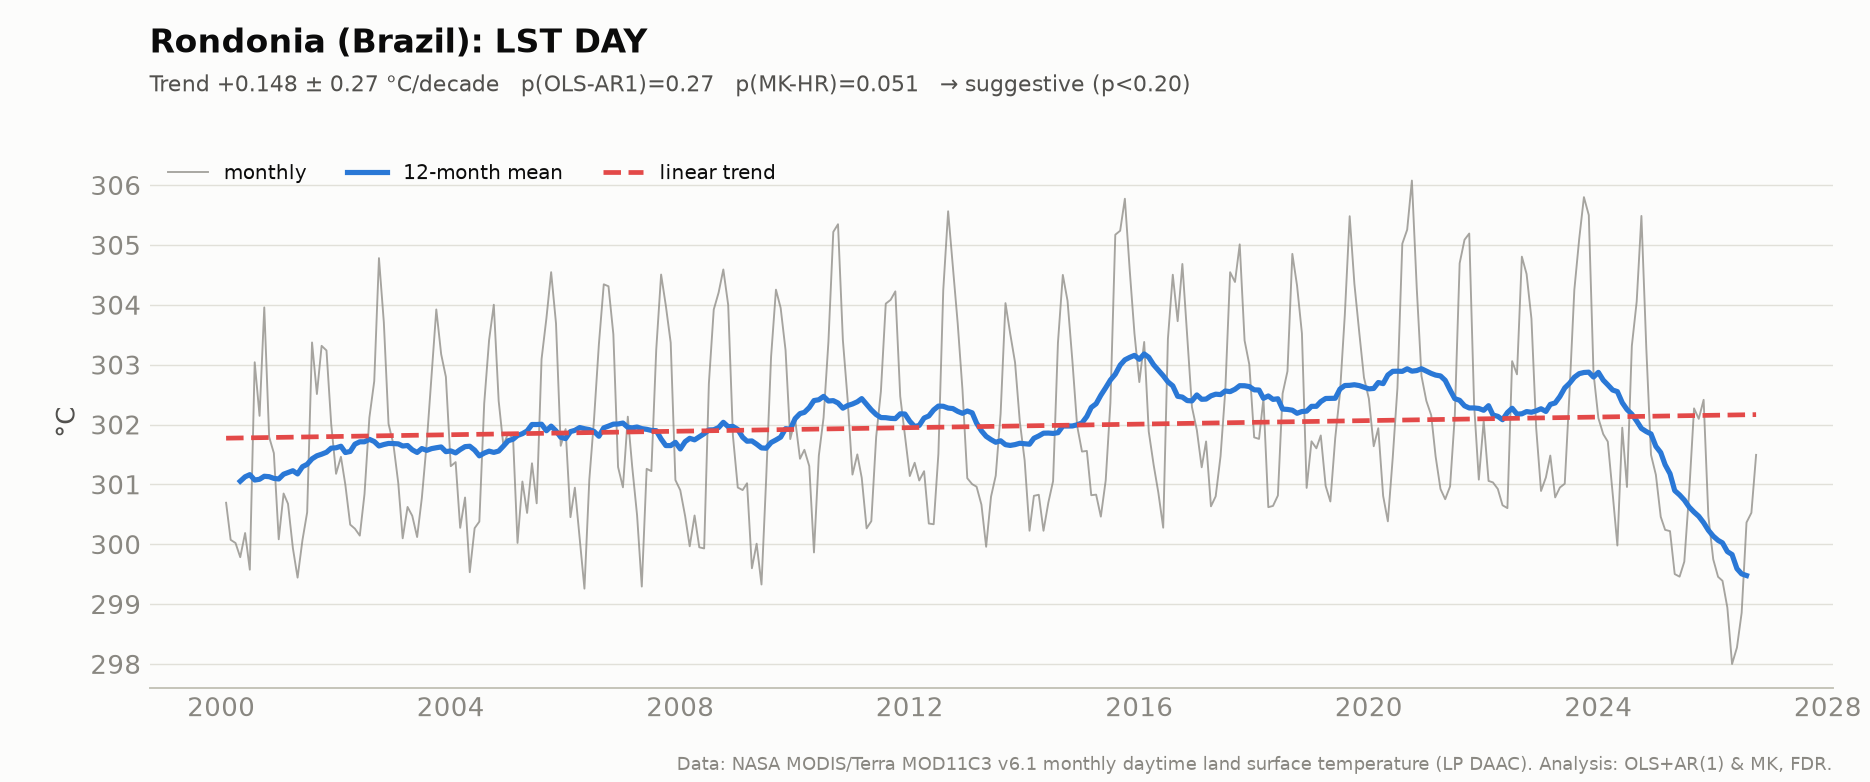 Rondonia (Brazil): LST DAY
Trend +0.148 ± 0.27 °C/decade   p(OLS-AR1)=0.27   p(MK-HR)=0.051   → suggestive (p<0.20)
monthly   12-month mean   linear trend
306
305
304
303
302
301
300
299
298
°C
2000   2004   2008   2012   2016   2020   2024   2028
Data: NASA MODIS/Terra MOD11C3 v6.1 monthly daytime land surface temperature (LP DAAC). Analysis: OLS+AR(1) & MK, FDR.